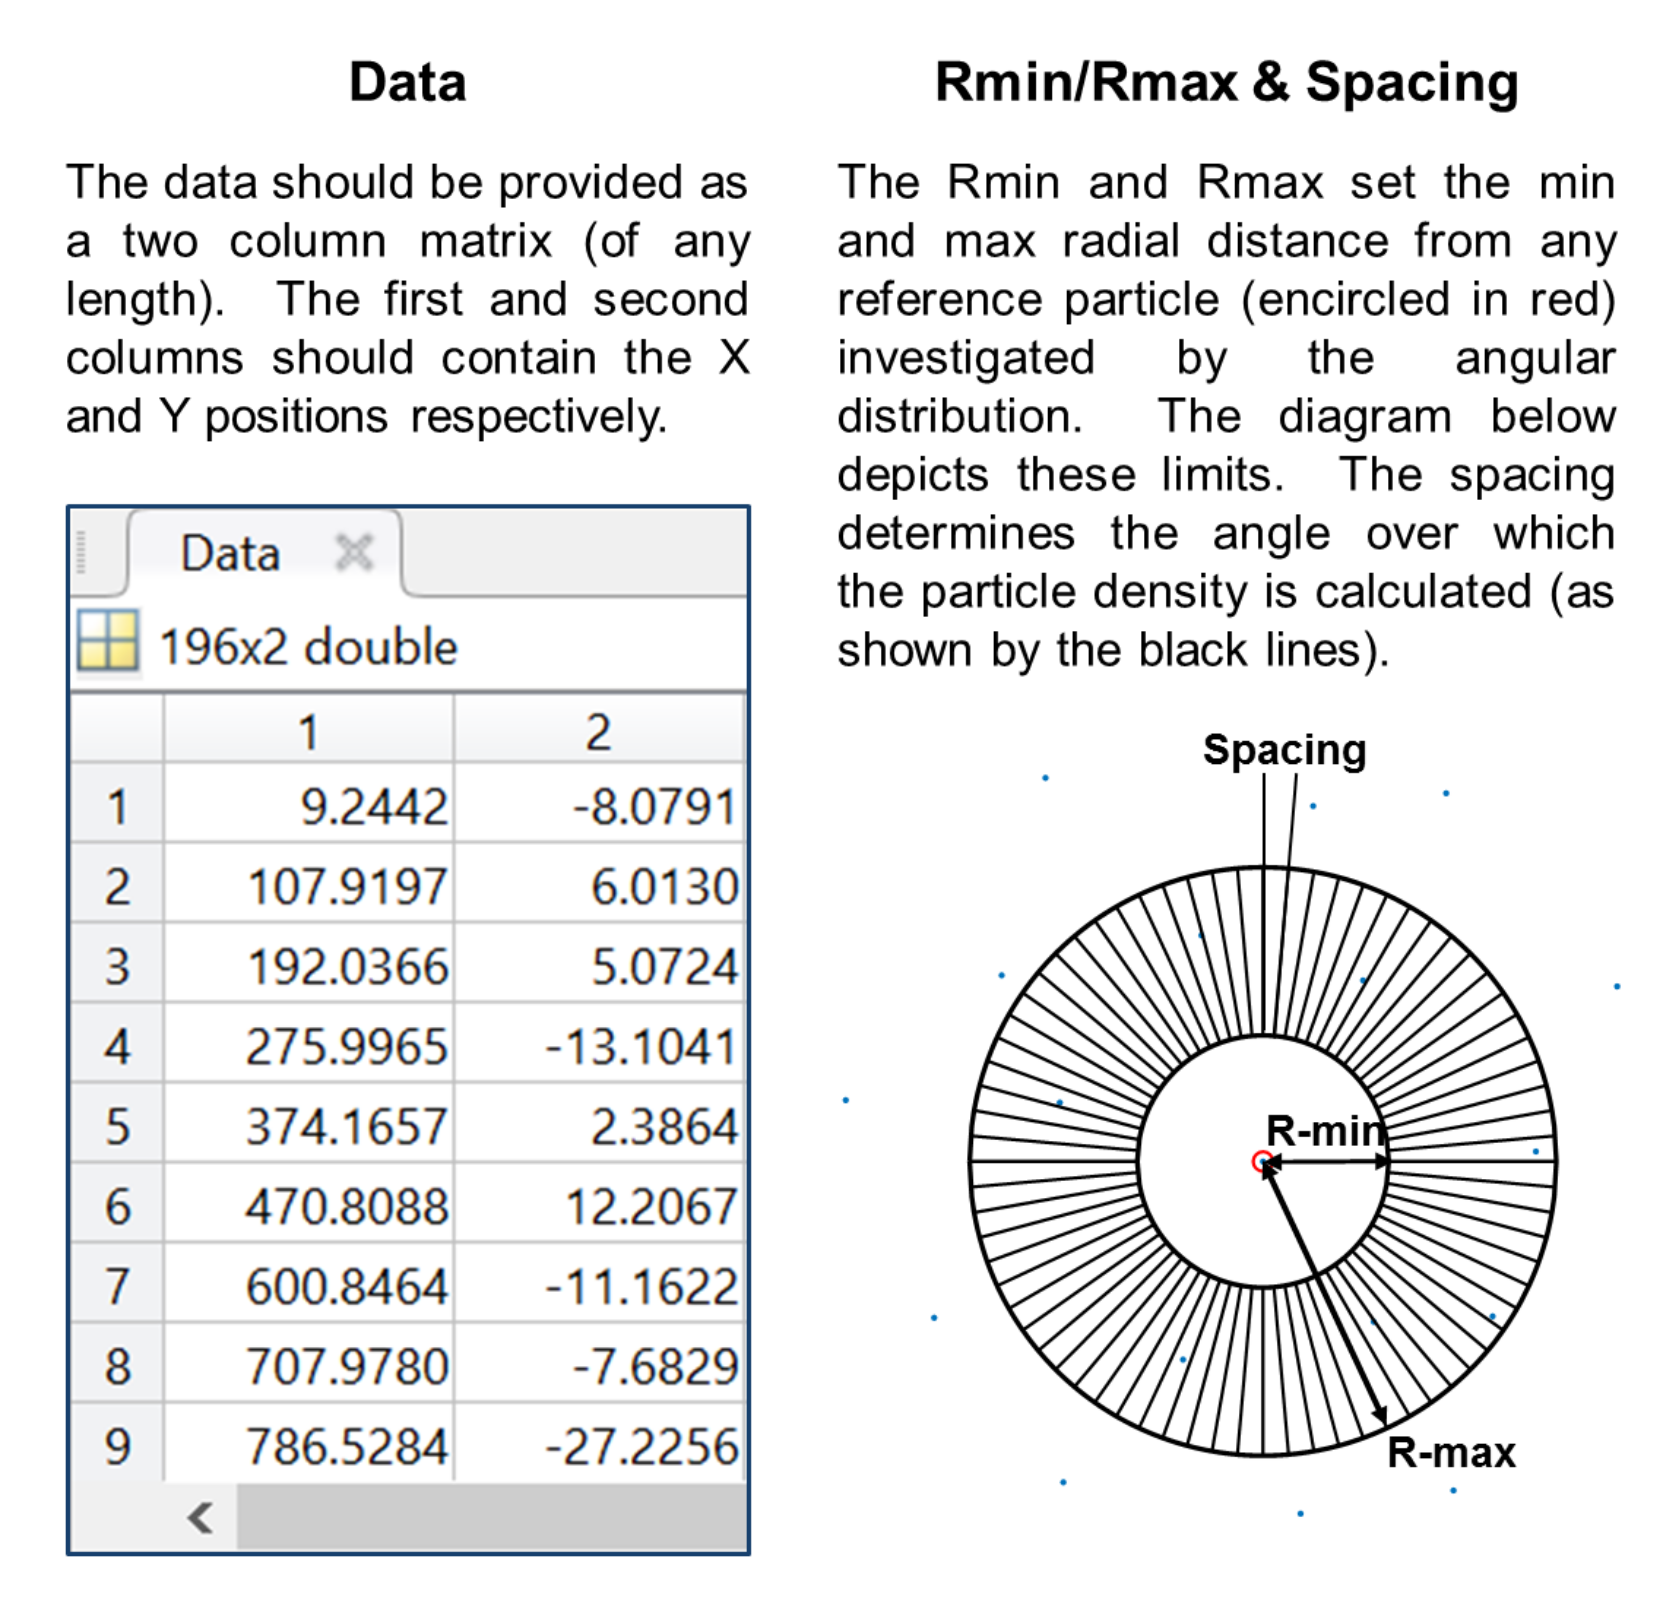 Data
The data should be provided as
a two column matrix (of any
length). The first and second
columns should contain the X
and Y positions respectively.
Data
196x2 double
1 2
1 9.2442 -8.0791
2 107.9197 6.0130
3 192.0366 5.0724
4 275.9965 -13.1041
5 374.1657 2.3864
6 470.8088 12.2067
7 600.8464 -11.1622
8 707.9780 -7.6829
9 786.5284 -27.2256
Rmin/Rmax & Spacing
The Rmin and Rmax set the min
and max radial distance from any
reference particle (encircled in red)
investigated by the angular
distribution. The diagram below
depicts these limits. The spacing
determines the angle over which
the particle density is calculated (as
shown by the black lines).
Spacing
R-min
R-max